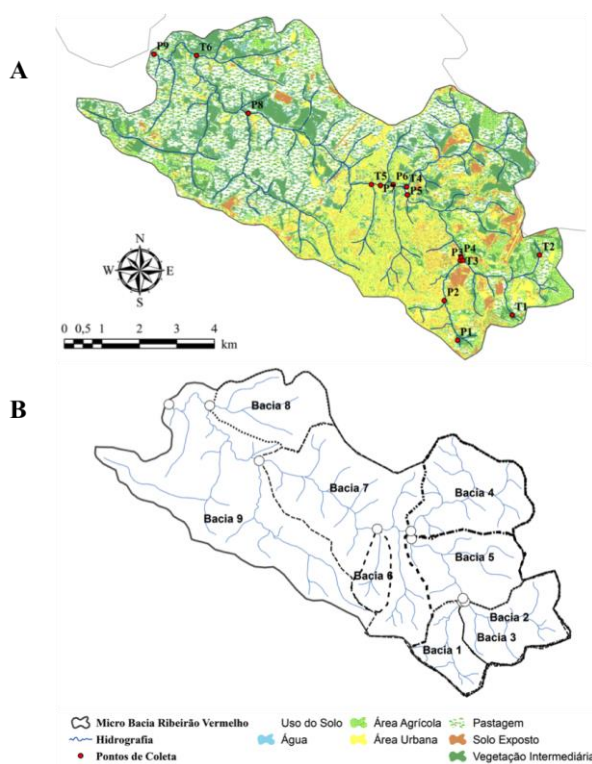 A
P9
T6
P8
T5
P
P6
T4
P5
P4
T3
T2
P2
T1
P1
N
W
E
S
0 0,5 1 2 3 4
km
B
Bacia 8
Bacia 7
Bacia 4
Bacia 9
Bacia 5
Bacia 6
Bacia 2
Bacia 3
Bacia 1
Micro Bacia Ribeirão Vermelho
Uso do Solo
Área Agrícola
Pastagem
Hidrografia
Água
Área Urbana
Solo Exposto
Pontos de Coleta
Vegetação Intermediária